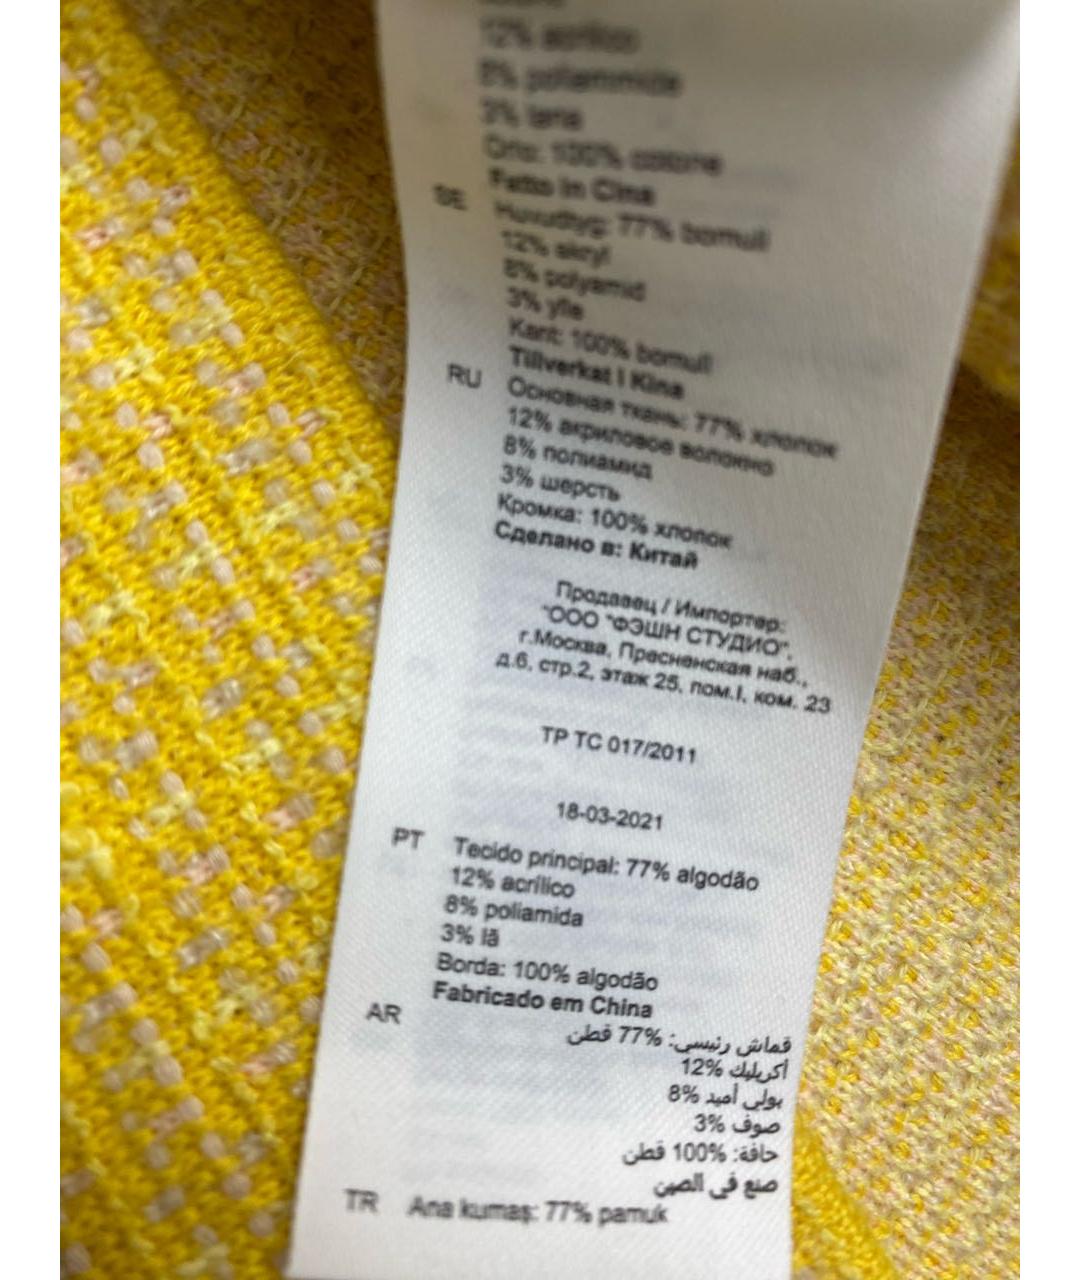 12% acrilico
8% poliammide
3% lana
Orlo: 100% cotone
Fatto in Cina
SE Huvudtyg: 77% bomull
12% akryl
8% polyamid
3% ylle
Kant: 100% bomull
Tillverkat i Kina
RU Основная ткань: 77% хлопок
12% акриловое волокно
8% полиамид
3% шерсть
Кромка: 100% хлопок
Сделано в: Китай
Продавец / Импортер:
"ООО "ФЭШН СТУДИО",
г.Москва, Пресненская наб.,
д.6, стр.2, этаж 25, пом.I, ком. 23
ТР ТС 017/2011
18-03-2021
PT Tecido principal: 77% algodão
12% acrílico
8% poliamida
3% lã
Borda: 100% algodão
Fabricado em China
AR قماش رئيسي: 77% قطن
أكريليك 12%
بولي أميد 8%
صوف 3%
حافة: 100% قطن
صنع في الصين
TR Ana kumaş: 77% pamuk